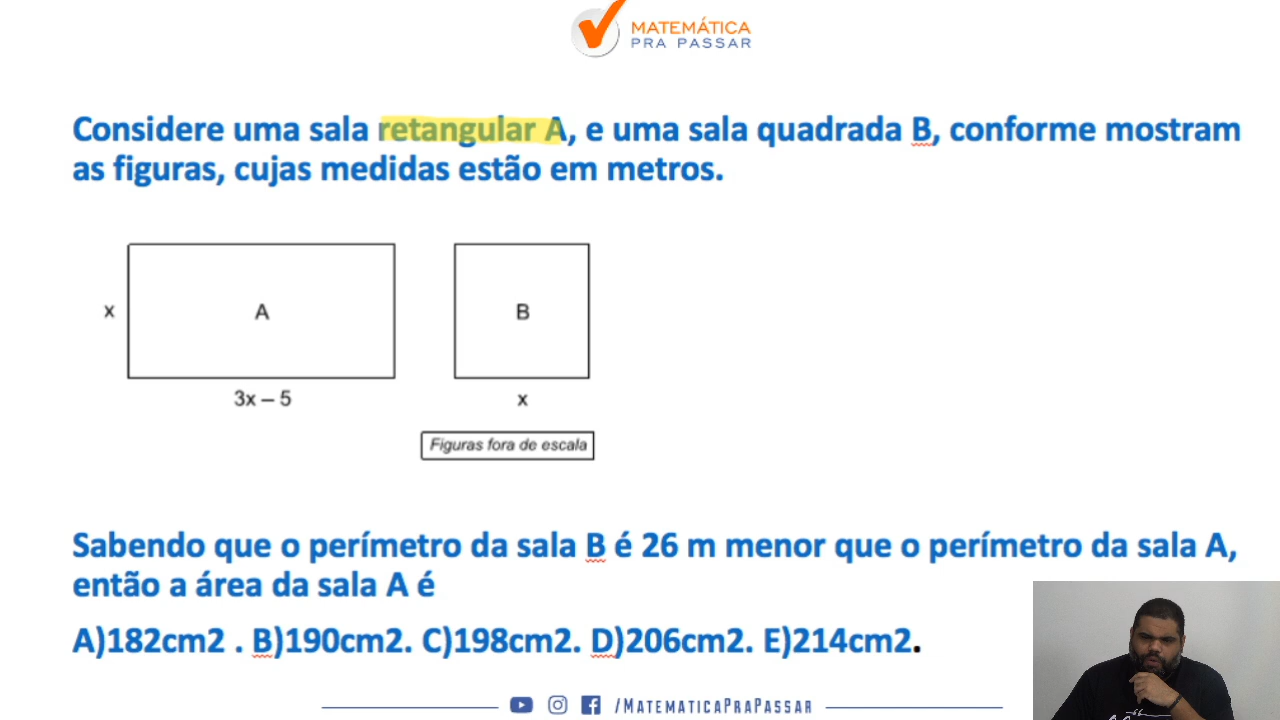 MATEMÁTICA
PRA PASSAR
Considere uma sala retangular A, e uma sala quadrada B, conforme mostram
as figuras, cujas medidas estão em metros.
x
A
B
3x – 5
x
Figuras fora de escala
Sabendo que o perímetro da sala B é 26 m menor que o perímetro da sala A,
então a área da sala A é
A)182cm2 . B)190cm2. C)198cm2. D)206cm2. E)214cm2.
/MATEMATICAPRAPASSAR